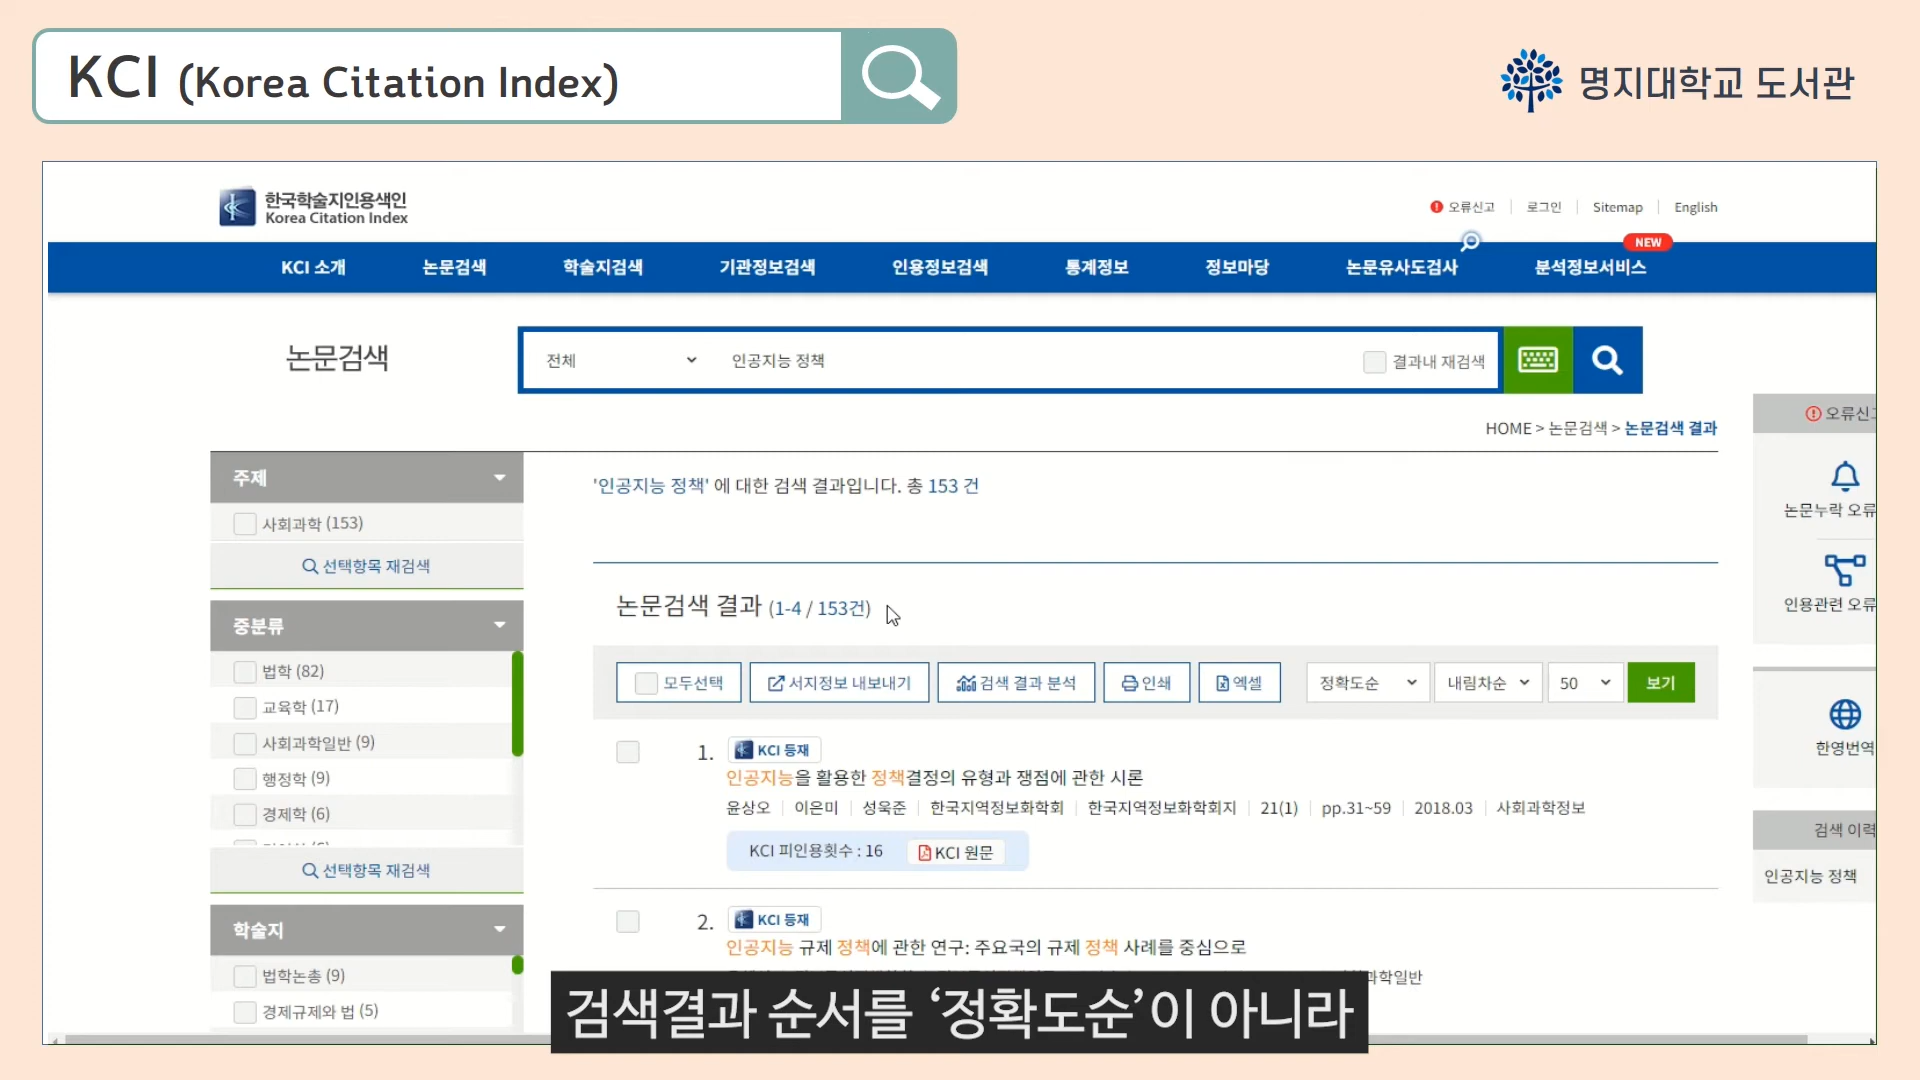 KCI (Korea Citation Index)
명지대학교 도서관
한국학술지인용색인
Korea Citation Index
오류신고 로그인 Sitemap English
NEW
KCI 소개 논문검색 학술지검색 기관정보검색 인용정보검색 통계정보 정보마당 논문유사도검사 분석정보서비스
논문검색
전체 인공지능 정책 결과내 재검색
HOME > 논문검색 > 논문검색 결과
주제
사회과학 (153)
선택항목 재검색
중분류
법학 (82)
교육학 (17)
사회과학일반 (9)
행정학 (9)
경제학 (6)
선택항목 재검색
학술지
법학논총 (9)
경제규제와 법 (5)
'인공지능 정책' 에 대한 검색 결과입니다. 총 153 건
논문검색 결과 (1-4 / 153건)
모두선택 서지정보 내보내기 검색 결과 분석 인쇄 엑셀 정확도순 내림차순 50 보기
1. KCI 등재
인공지능을 활용한 정책결정의 유형과 쟁점에 관한 시론
윤상오 이은미 성욱준 한국지역정보화학회 한국지역정보화학회지 21(1) pp.31~59 2018.03 사회과학정보
KCI 피인용횟수 : 16 KCI 원문
2. KCI 등재
인공지능 규제 정책에 관한 연구: 주요국의 규제 정책 사례를 중심으로
과학일반
오류신
논문누락 오류
인용관련 오류
한영번역
검색 이력
인공지능 정책
검색결과 순서를 ‘정확도순’이 아니라